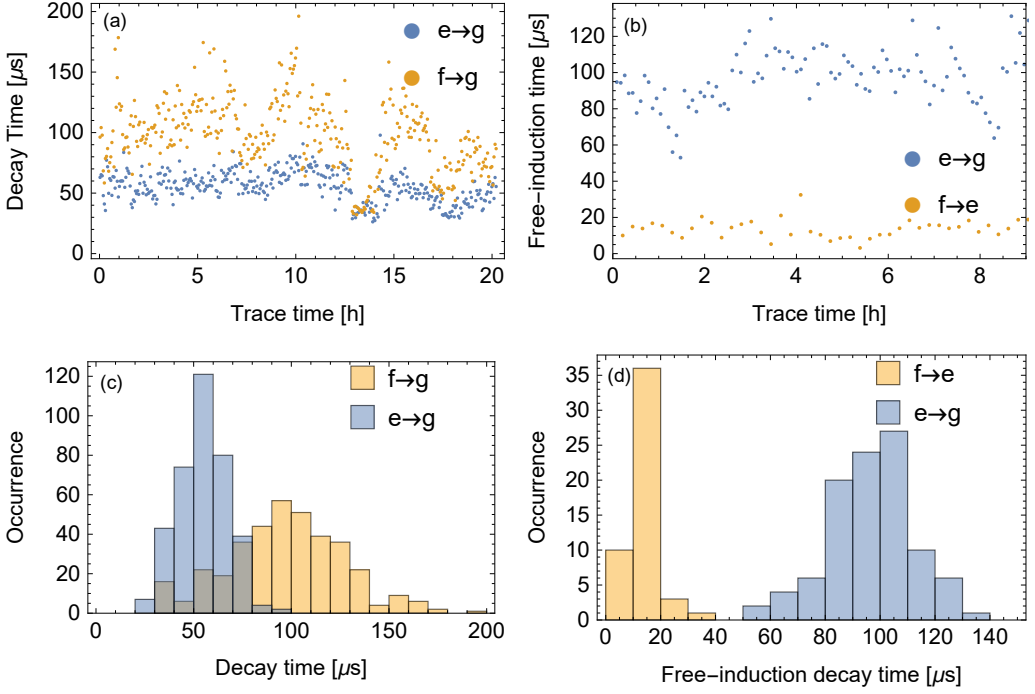 (a)
e→g
f→g
Decay Time [μs]
200
150
100
50
0
0 5 10 15 20
Trace time [h]
(b)
e→g
f→e
Free−induction time [μs]
120
100
80
60
40
20
0
0 2 4 6 8
Trace time [h]
(c)
f→g
e→g
Occurrence
120
100
80
60
40
20
0
0 50 100 150 200
Decay time [μs]
(d)
f→e
e→g
Occurrence
35
30
25
20
15
10
5
0
0 20 40 60 80 100 120 140
Free−induction decay time [μs]